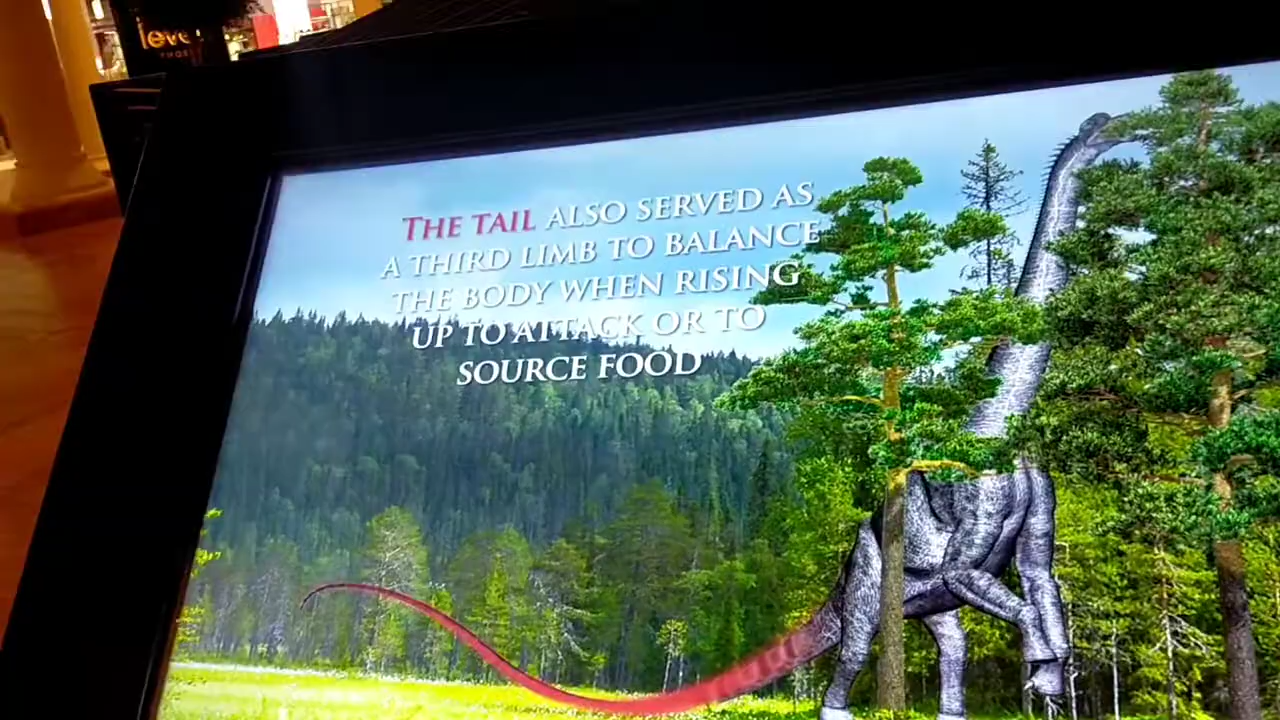 leve
THE TAIL ALSO SERVED AS
A THIRD LIMB TO BALANCE
THE BODY WHEN RISING
UP TO ATTACK OR TO
SOURCE FOOD